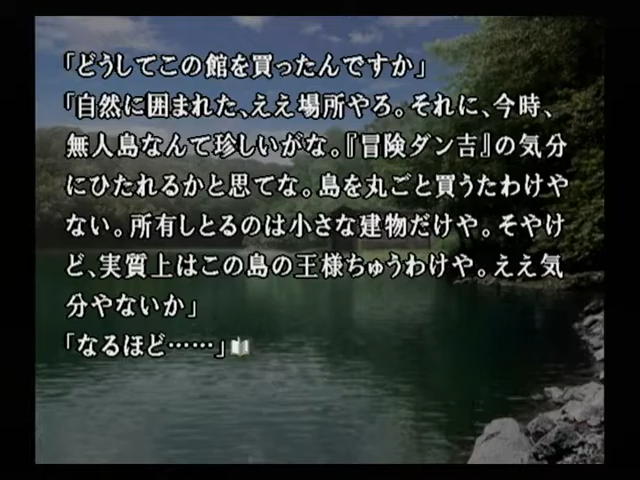 「どうしてこの館を買ったんですか」
「自然に囲まれた、ええ場所やろ。それに、今時、
無人島なんて珍しいがな。『冒険ダン吉』の気分
にひたれるかと思てな。島を丸ごと買うたわけや
ない。所有しとるのは小さな建物だけや。そやけ
ど、実質上はこの島の王様ちゅうわけや。ええ気
分やないか」
「なるほど……」